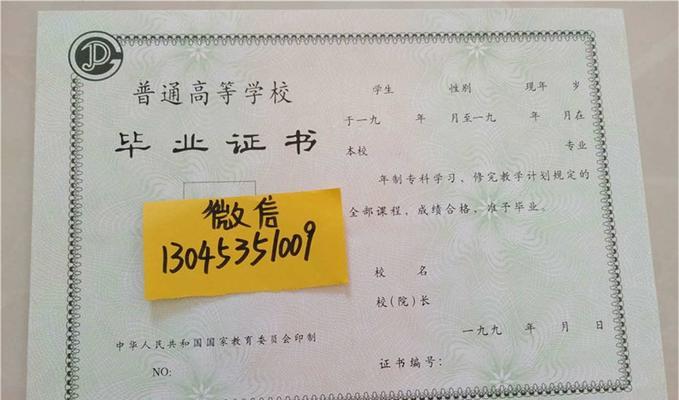 普通高等学校
毕业证书
微信
13045351009
中华人民共和国国家教育委员会印制
NO:
学生 性别 现年 岁
于一九 年 月至一九 年 月在
本校 专业
年制专科学习，修完教学计划规定的
全部课程，成绩合格，准予毕业。
校 名
校(院)长
一九九 年 月 日
证书编号: